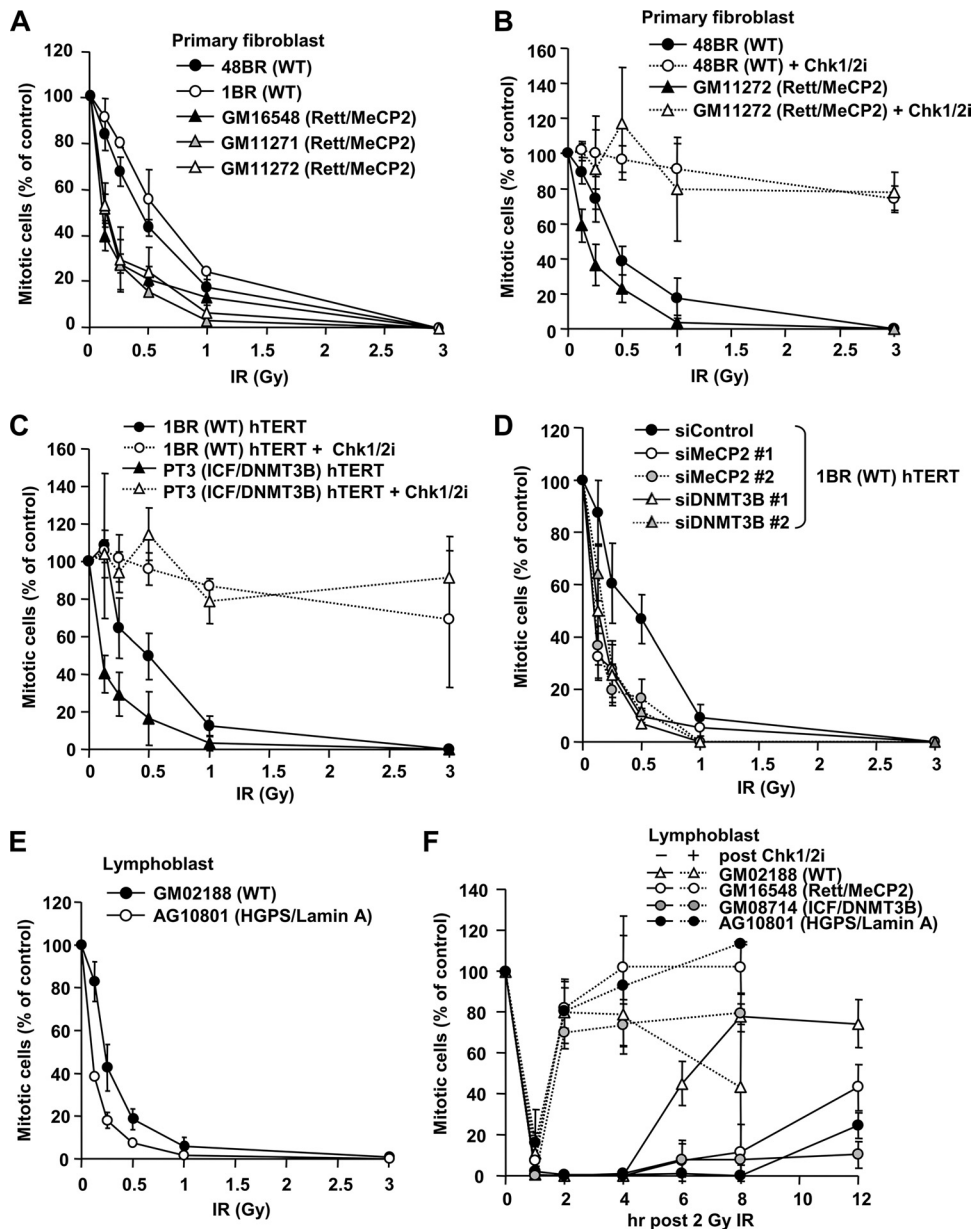 A
Primary fibroblast
48BR (WT)
1BR (WT)
GM16548 (Rett/MeCP2)
GM11271 (Rett/MeCP2)
GM11272 (Rett/MeCP2)
Mitotic cells (% of control)
120
100
80
60
40
20
0
0 0.5 1 1.5 2 2.5 3
IR (Gy)
B
Primary fibroblast
48BR (WT)
48BR (WT) + Chk1/2i
GM11272 (Rett/MeCP2)
GM11272 (Rett/MeCP2) + Chk1/2i
Mitotic cells (% of control)
160
140
120
100
80
60
40
20
0
0 0.5 1 1.5 2 2.5 3
IR (Gy)
C
1BR (WT) hTERT
1BR (WT) hTERT + Chk1/2i
PT3 (ICF/DNMT3B) hTERT
PT3 (ICF/DNMT3B) hTERT + Chk1/2i
Mitotic cells (% of control)
160
140
120
100
80
60
40
20
0
0 0.5 1 1.5 2 2.5 3
IR (Gy)
D
siControl
siMeCP2 #1
siMeCP2 #2
siDNMT3B #1
siDNMT3B #2
1BR (WT) hTERT
Mitotic cells (% of control)
120
100
80
60
40
20
0
0 0.5 1 1.5 2 2.5 3
IR (Gy)
E
Lymphoblast
GM02188 (WT)
AG10801 (HGPS/Lamin A)
Mitotic cells (% of control)
120
100
80
60
40
20
0
0 0.5 1 1.5 2 2.5 3
IR (Gy)
F
Lymphoblast
− + post Chk1/2i
GM02188 (WT)
GM16548 (Rett/MeCP2)
GM08714 (ICF/DNMT3B)
AG10801 (HGPS/Lamin A)
Mitotic cells (% of control)
140
120
100
80
60
40
20
0
0 2 4 6 8 10 12
hr post 2 Gy IR